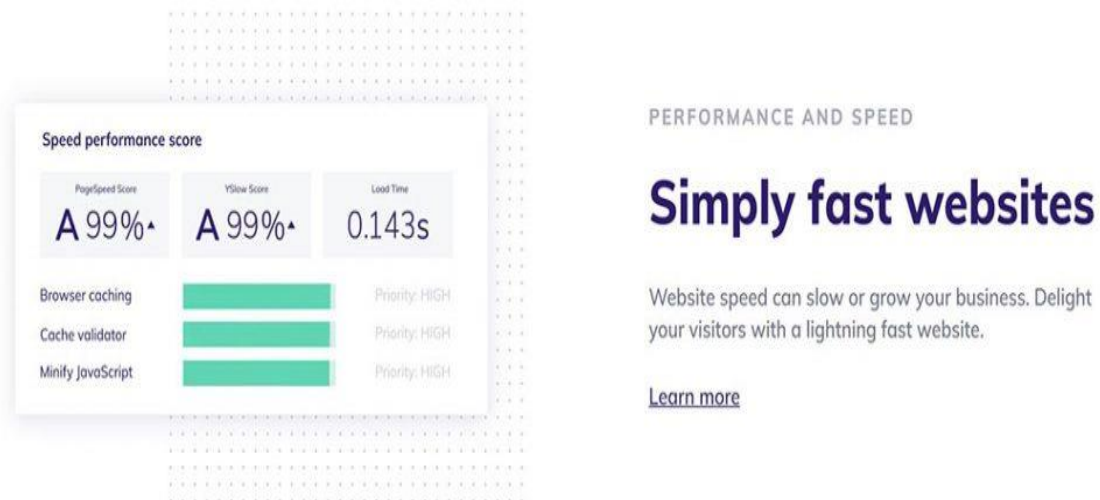 Speed performance score
PageSpeed Score YSlow Score Load Time
A 99%▲ A 99%▲ 0.143s
Browser caching Priority: HIGH
Cache validator Priority: HIGH
Minify JavaScript Priority: HIGH
PERFORMANCE AND SPEED
Simply fast websites
Website speed can slow or grow your business. Delight
your visitors with a lightning fast website.
Learn more